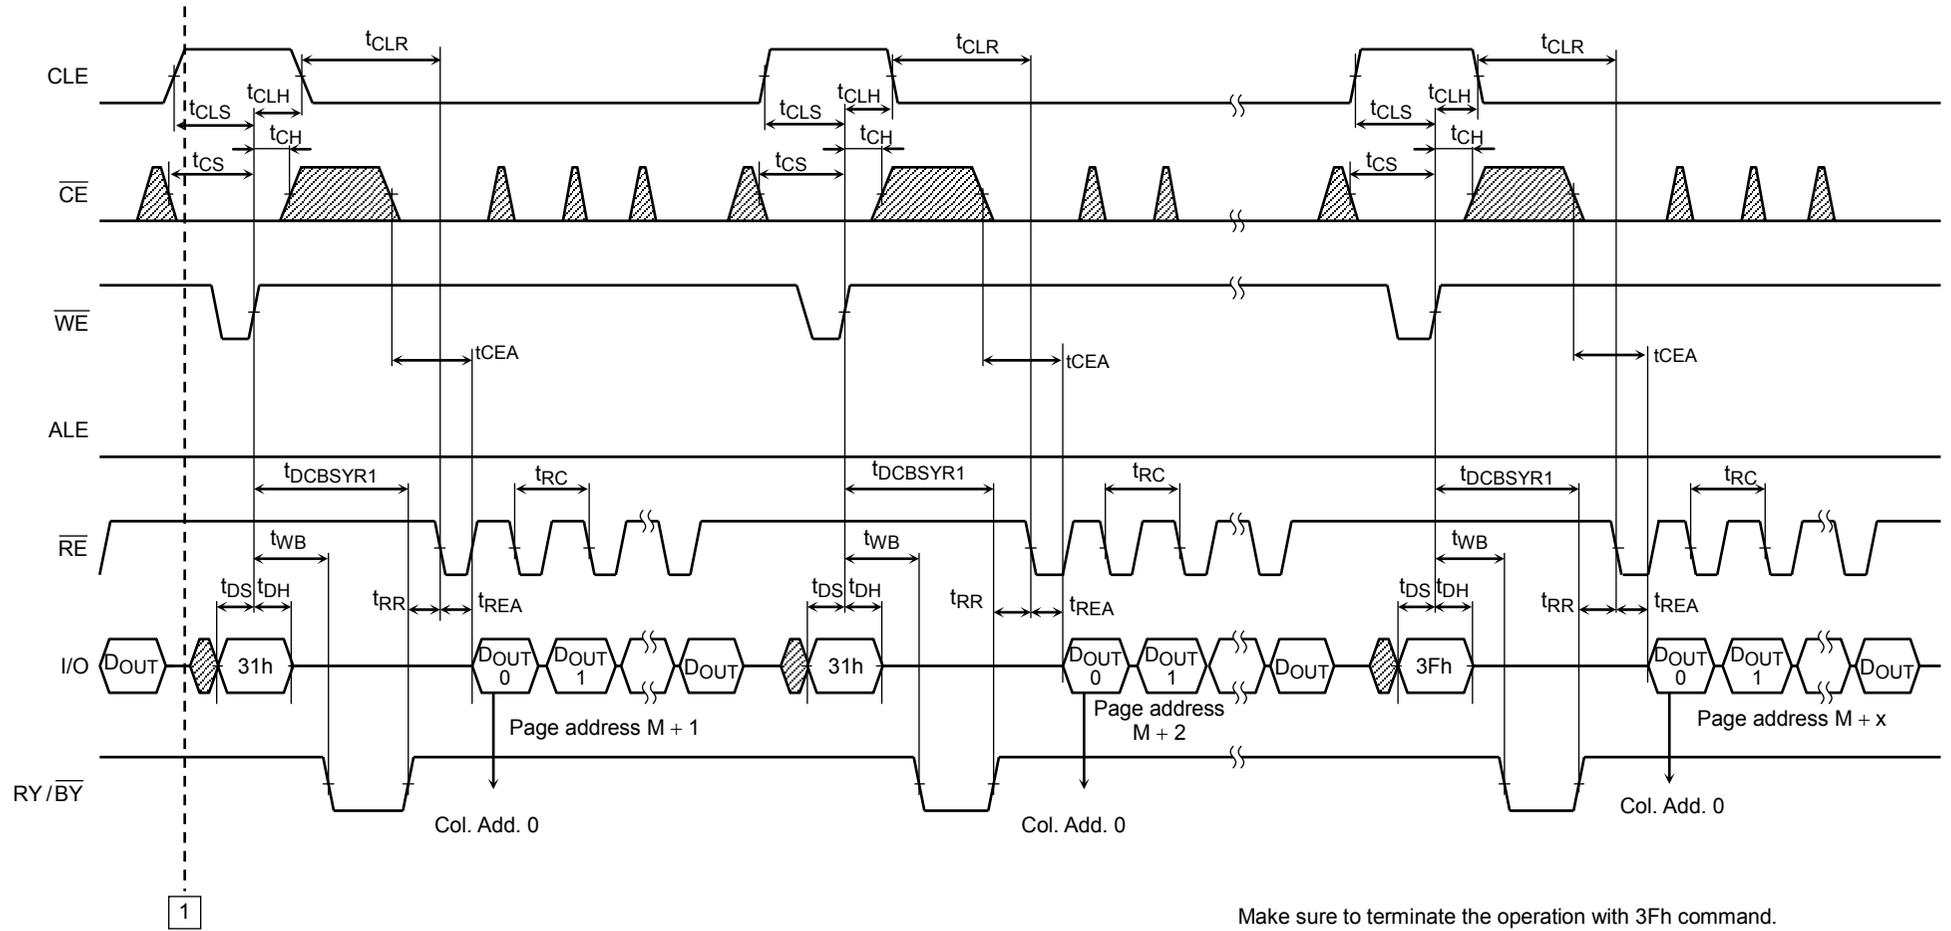 tCLR tCLR tCLR
CLE
tCLH tCLH tCLH
tCLS tCLS tCLS
tCH tCH tCH
tCS tCS tCS
CE
WE
tCEA tCEA tCEA
ALE
tDCBSYR1 tRC tDCBSYR1 tRC tDCBSYR1 tRC
RE
tWB tWB tWB
tDS tDH tDS tDH tDS tDH
tRR tREA tRR tREA tRR tREA
I/O DOUT 31h DOUT 0 DOUT 1 DOUT 31h DOUT 0 DOUT 1 DOUT 3Fh DOUT 0 DOUT 1 DOUT
Page address M + 1
Page address
M + 2
Page address M + x
RY/BY
Col. Add. 0 Col. Add. 0 Col. Add. 0
1
Make sure to terminate the operation with 3Fh command.